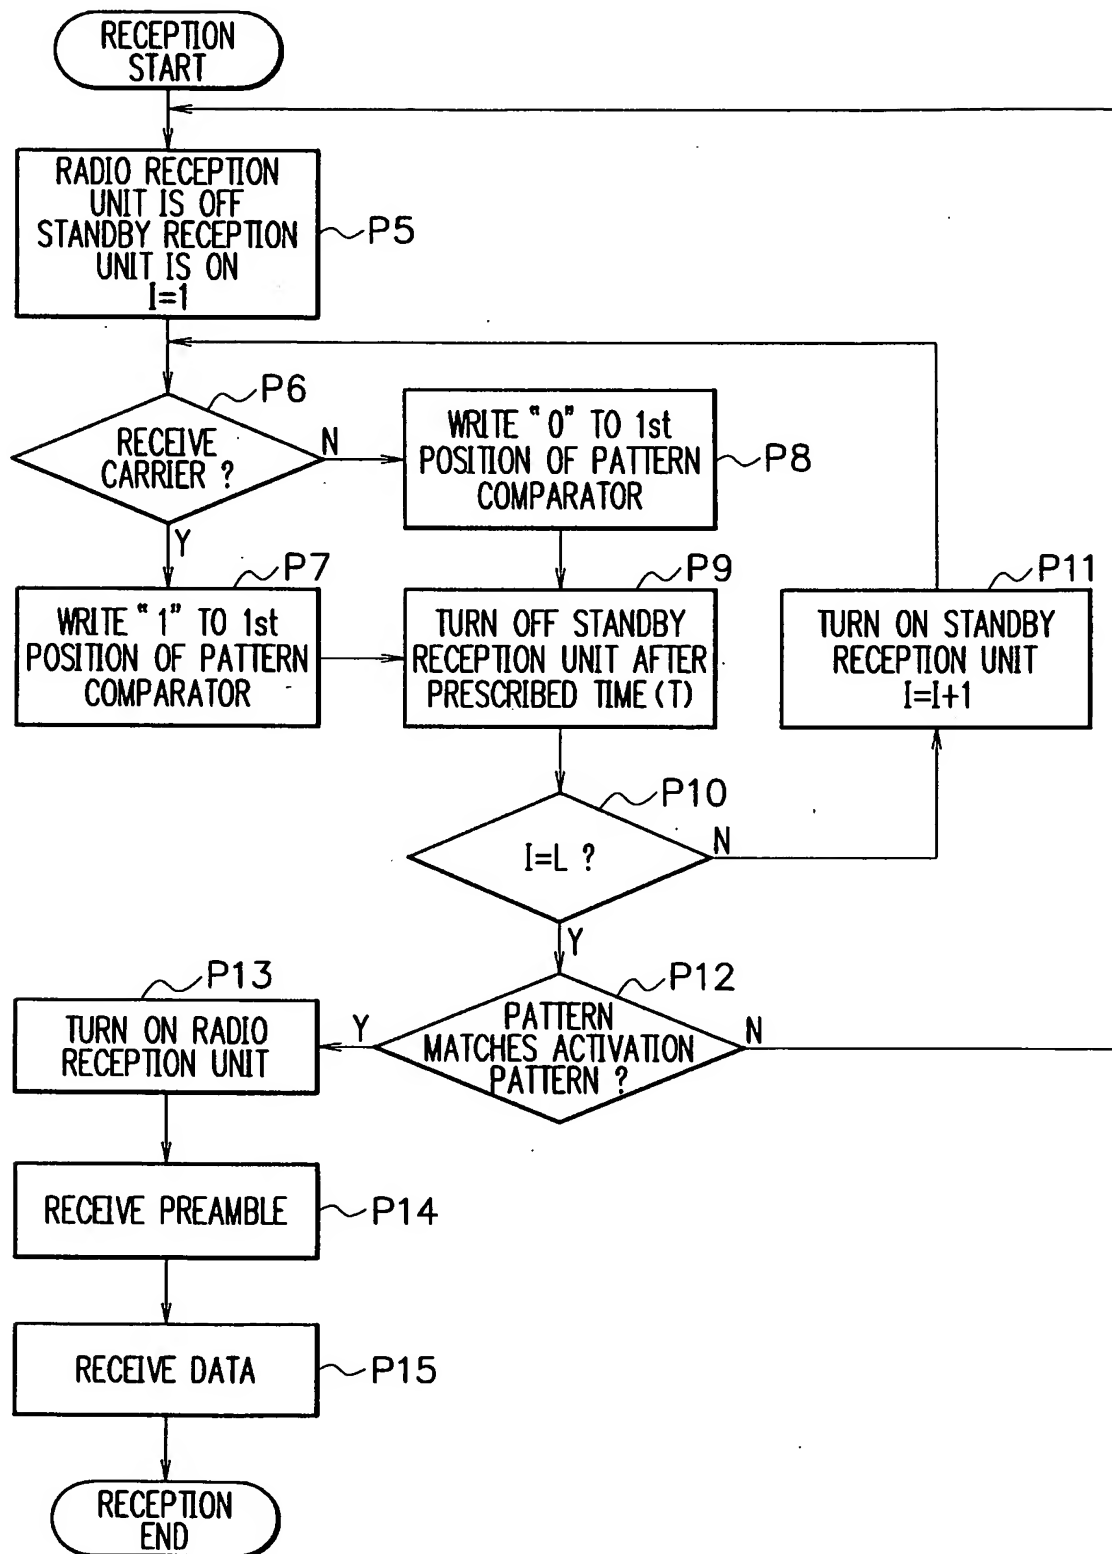 RECEPTION
START
RADIO RECEPTION
UNIT IS OFF
STANDBY RECEPTION
UNIT IS ON
I=1
P5
P6
RECEIVE
CARRIER ?
N
Y
WRITE "0" TO 1st
POSITION OF PATTERN
COMPARATOR
P8
P7
WRITE "1" TO 1st
POSITION OF PATTERN
COMPARATOR
P9
TURN OFF STANDBY
RECEPTION UNIT AFTER
PRESCRIBED TIME(T)
P11
TURN ON STANDBY
RECEPTION UNIT
I=I+1
P10
I=L ?
N
Y
P12
PATTERN
MATCHES ACTIVATION
PATTERN ?
Y
N
P13
TURN ON RADIO
RECEPTION UNIT
RECEIVE PREAMBLE
P14
RECEIVE DATA
P15
RECEPTION
END